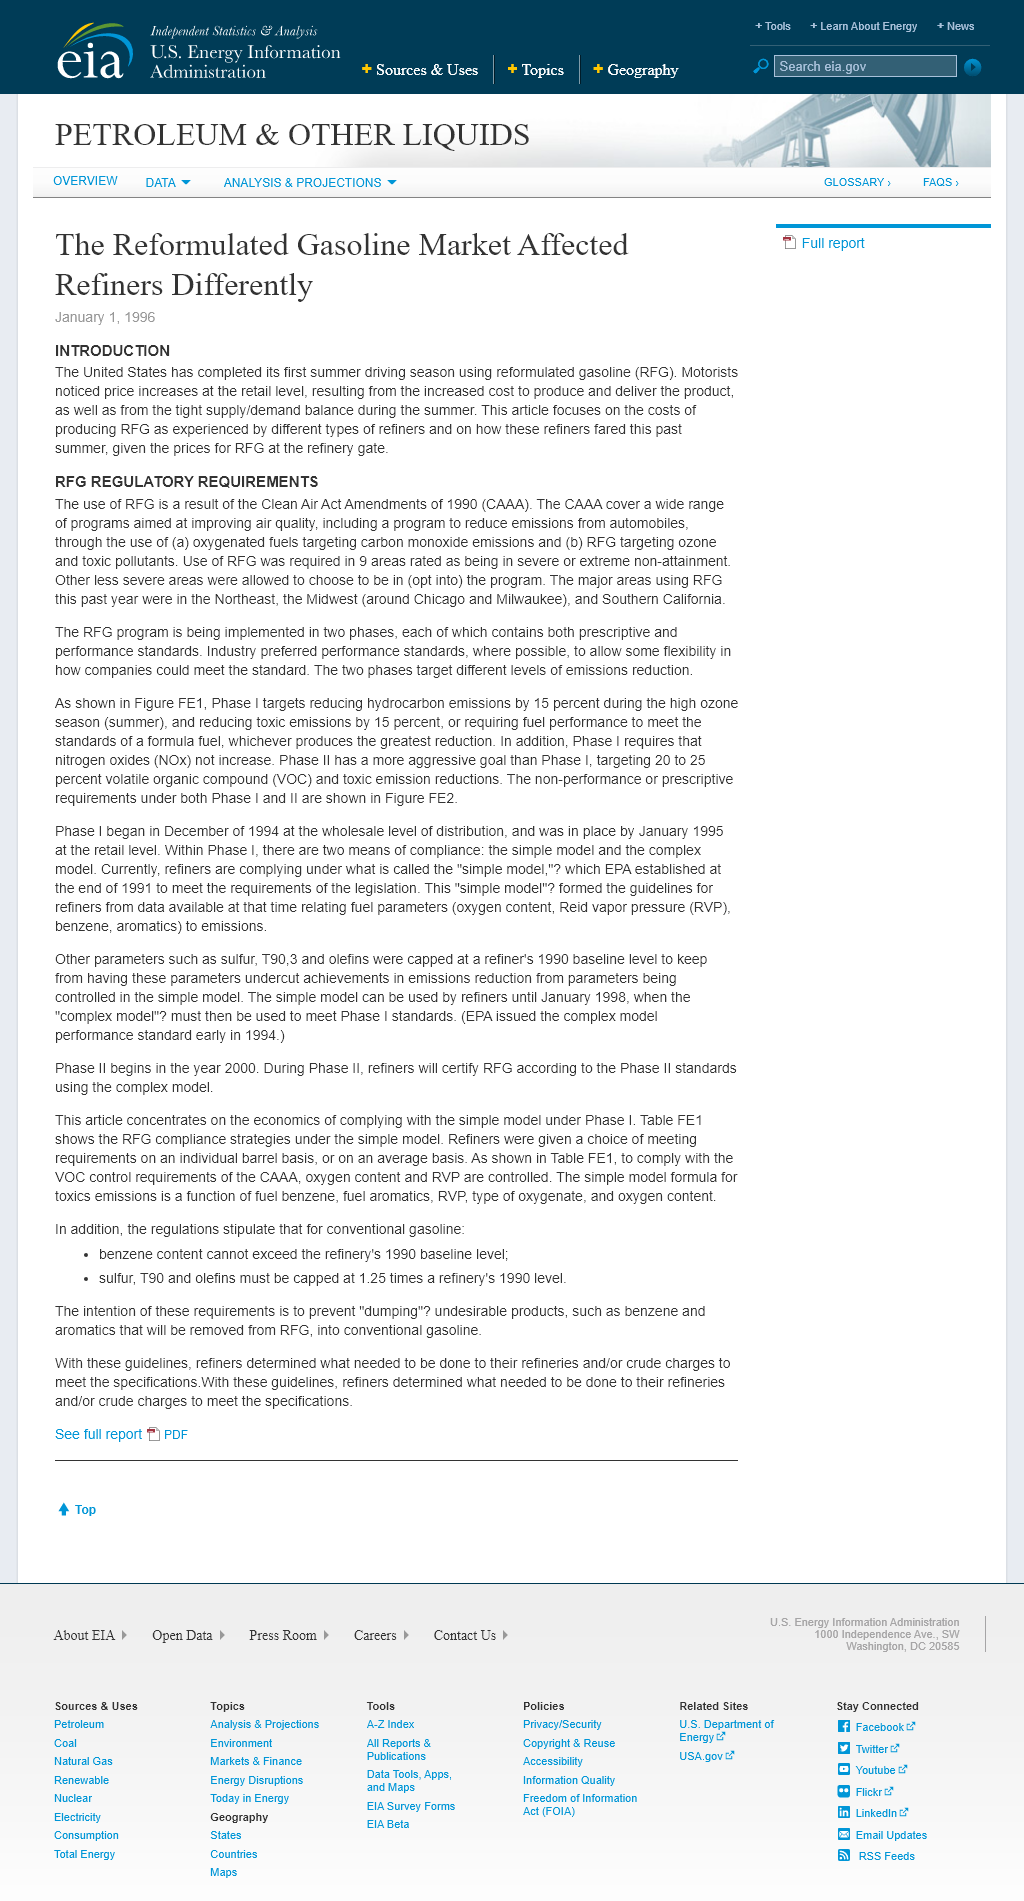 Independent Statistics & Analysis
U.S. Energy Information
Administration
eia
+ Tools + Learn About Energy + News
+ Sources & Uses + Topics + Geography
Search eia.gov
PETROLEUM & OTHER LIQUIDS
OVERVIEW DATA ANALYSIS & PROJECTIONS GLOSSARY › FAQS ›
The Reformulated Gasoline Market Affected
Refiners Differently
January 1, 1996
Full report
INTRODUCTION
The United States has completed its first summer driving season using reformulated gasoline (RFG). Motorists
noticed price increases at the retail level, resulting from the increased cost to produce and deliver the product,
as well as from the tight supply/demand balance during the summer. This article focuses on the costs of
producing RFG as experienced by different types of refiners and on how these refiners fared this past
summer, given the prices for RFG at the refinery gate.
RFG REGULATORY REQUIREMENTS
The use of RFG is a result of the Clean Air Act Amendments of 1990 (CAAA). The CAAA cover a wide range
of programs aimed at improving air quality, including a program to reduce emissions from automobiles,
through the use of (a) oxygenated fuels targeting carbon monoxide emissions and (b) RFG targeting ozone
and toxic pollutants. Use of RFG was required in 9 areas rated as being in severe or extreme non-attainment.
Other less severe areas were allowed to choose to be in (opt into) the program. The major areas using RFG
this past year were in the Northeast, the Midwest (around Chicago and Milwaukee), and Southern California.
The RFG program is being implemented in two phases, each of which contains both prescriptive and
performance standards. Industry preferred performance standards, where possible, to allow some flexibility in
how companies could meet the standard. The two phases target different levels of emissions reduction.
As shown in Figure FE1, Phase I targets reducing hydrocarbon emissions by 15 percent during the high ozone
season (summer), and reducing toxic emissions by 15 percent, or requiring fuel performance to meet the
standards of a formula fuel, whichever produces the greatest reduction. In addition, Phase I requires that
nitrogen oxides (NOx) not increase. Phase II has a more aggressive goal than Phase I, targeting 20 to 25
percent volatile organic compound (VOC) and toxic emission reductions. The non-performance or prescriptive
requirements under both Phase I and II are shown in Figure FE2.
Phase I began in December of 1994 at the wholesale level of distribution, and was in place by January 1995
at the retail level. Within Phase I, there are two means of compliance: the simple model and the complex
model. Currently, refiners are complying under what is called the "simple model,"? which EPA established at
the end of 1991 to meet the requirements of the legislation. This "simple model"? formed the guidelines for
refiners from data available at that time relating fuel parameters (oxygen content, Reid vapor pressure (RVP),
benzene, aromatics) to emissions.
Other parameters such as sulfur, T90,3 and olefins were capped at a refiner's 1990 baseline level to keep
from having these parameters undercut achievements in emissions reduction from parameters being
controlled in the simple model. The simple model can be used by refiners until January 1998, when the
"complex model"? must then be used to meet Phase I standards. (EPA issued the complex model
performance standard early in 1994.)
Phase II begins in the year 2000. During Phase II, refiners will certify RFG according to the Phase II standards
using the complex model.
This article concentrates on the economics of complying with the simple model under Phase I. Table FE1
shows the RFG compliance strategies under the simple model. Refiners were given a choice of meeting
requirements on an individual barrel basis, or on an average basis. As shown in Table FE1, to comply with the
VOC control requirements of the CAAA, oxygen content and RVP are controlled. The simple model formula for
toxics emissions is a function of fuel benzene, fuel aromatics, RVP, type of oxygenate, and oxygen content.
In addition, the regulations stipulate that for conventional gasoline:
• benzene content cannot exceed the refinery's 1990 baseline level;
• sulfur, T90 and olefins must be capped at 1.25 times a refinery's 1990 level.
The intention of these requirements is to prevent "dumping"? undesirable products, such as benzene and
aromatics that will be removed from RFG, into conventional gasoline.
With these guidelines, refiners determined what needed to be done to their refineries and/or crude charges to
meet the specifications.With these guidelines, refiners determined what needed to be done to their refineries
and/or crude charges to meet the specifications.
See full report PDF
Top
About EIA Open Data Press Room Careers Contact Us
U.S. Energy Information Administration
1000 Independence Ave., SW
Washington, DC 20585
Sources & Uses
Petroleum
Coal
Natural Gas
Renewable
Nuclear
Electricity
Consumption
Total Energy
Topics
Analysis & Projections
Environment
Markets & Finance
Energy Disruptions
Today in Energy
Geography
States
Countries
Maps
Tools
A-Z Index
All Reports &
Publications
Data Tools, Apps,
and Maps
EIA Survey Forms
EIA Beta
Policies
Privacy/Security
Copyright & Reuse
Accessibility
Information Quality
Freedom of Information
Act (FOIA)
Related Sites
U.S. Department of
Energy
USA.gov
Stay Connected
Facebook
Twitter
Youtube
Flickr
LinkedIn
Email Updates
RSS Feeds